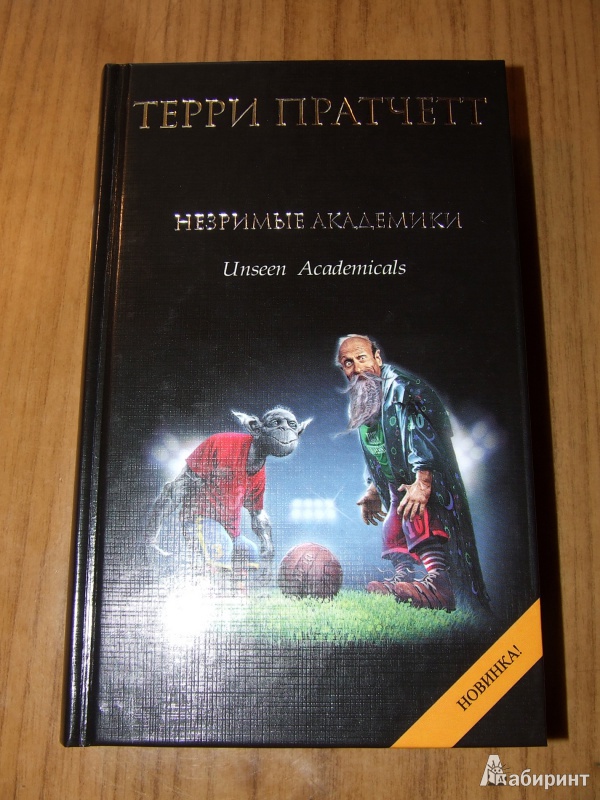 ТЕРРИ ПРАТЧЕТТ
НЕЗРИМЫЕ АКАДЕМИКИ
Unseen Academicals
НОВИНКА!
Лабиринт